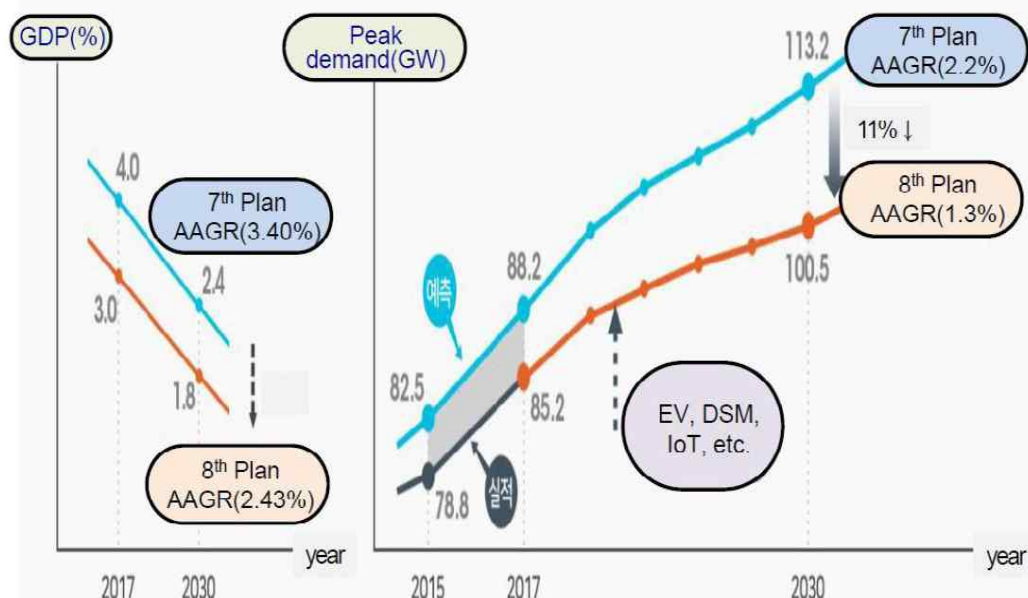 GDP(%)
4.0
3.0
7th Plan
AAGR(3.40%)
2.4
1.8
8th Plan
AAGR(2.43%)
year
2017
2030
Peak
demand(GW)
113.2
7th Plan
AAGR(2.2%)
11%↓
8th Plan
AAGR(1.3%)
100.5
88.2
예측
82.5
85.2
78.8
실적
EV, DSM,
IoT, etc.
year
2015
2017
2030